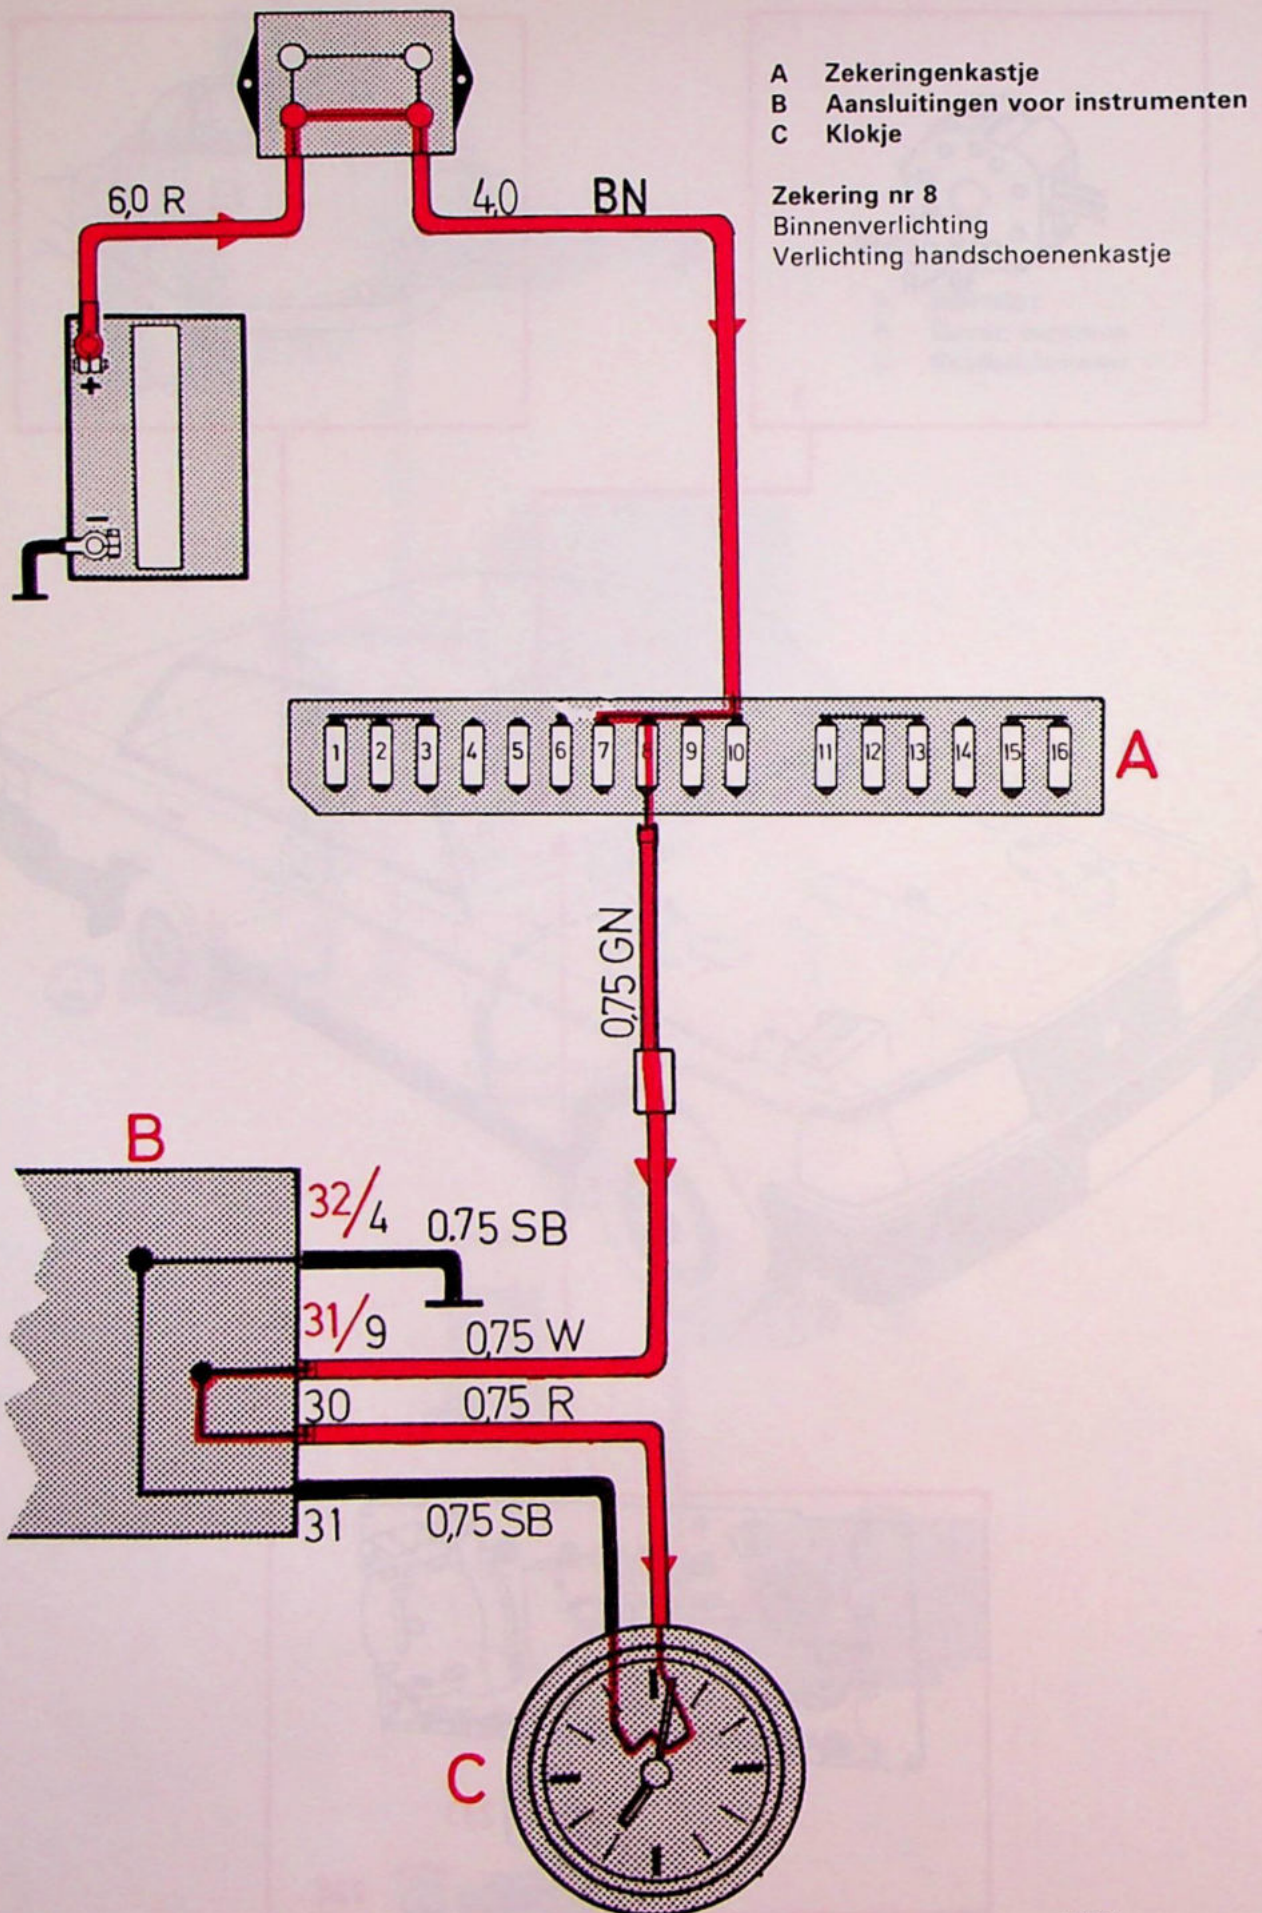 A Zekeringenkastje
B Aansluitingen voor instrumenten
C Klokje
Zekering nr 8
Binnenverlichting
Verlichting handschoenenkastje
6,0 R
4,0 BN
+
-
1 2 3 4 5 6 7 8 9 10 11 12 13 14 15 16
A
0,75 GN
B
32/4 0.75 SB
31/9 0,75 W
30 0,75 R
31 0,75 SB
C